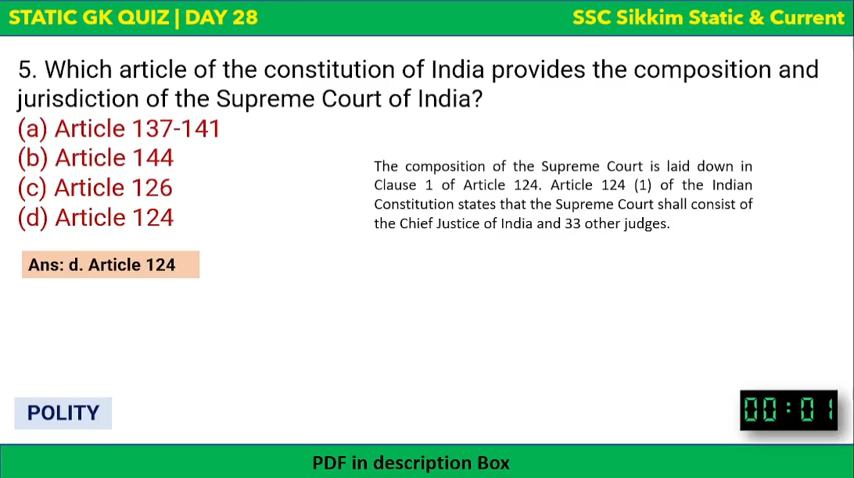 STATIC GK QUIZ | DAY 28
SSC Sikkim Static & Current
5. Which article of the constitution of India provides the composition and
jurisdiction of the Supreme Court of India?
(a) Article 137-141
(b) Article 144
(c) Article 126
(d) Article 124
The composition of the Supreme Court is laid down in
Clause 1 of Article 124. Article 124 (1) of the Indian
Constitution states that the Supreme Court shall consist of
the Chief Justice of India and 33 other judges.
Ans: d. Article 124
POLITY
00:01
PDF in description Box